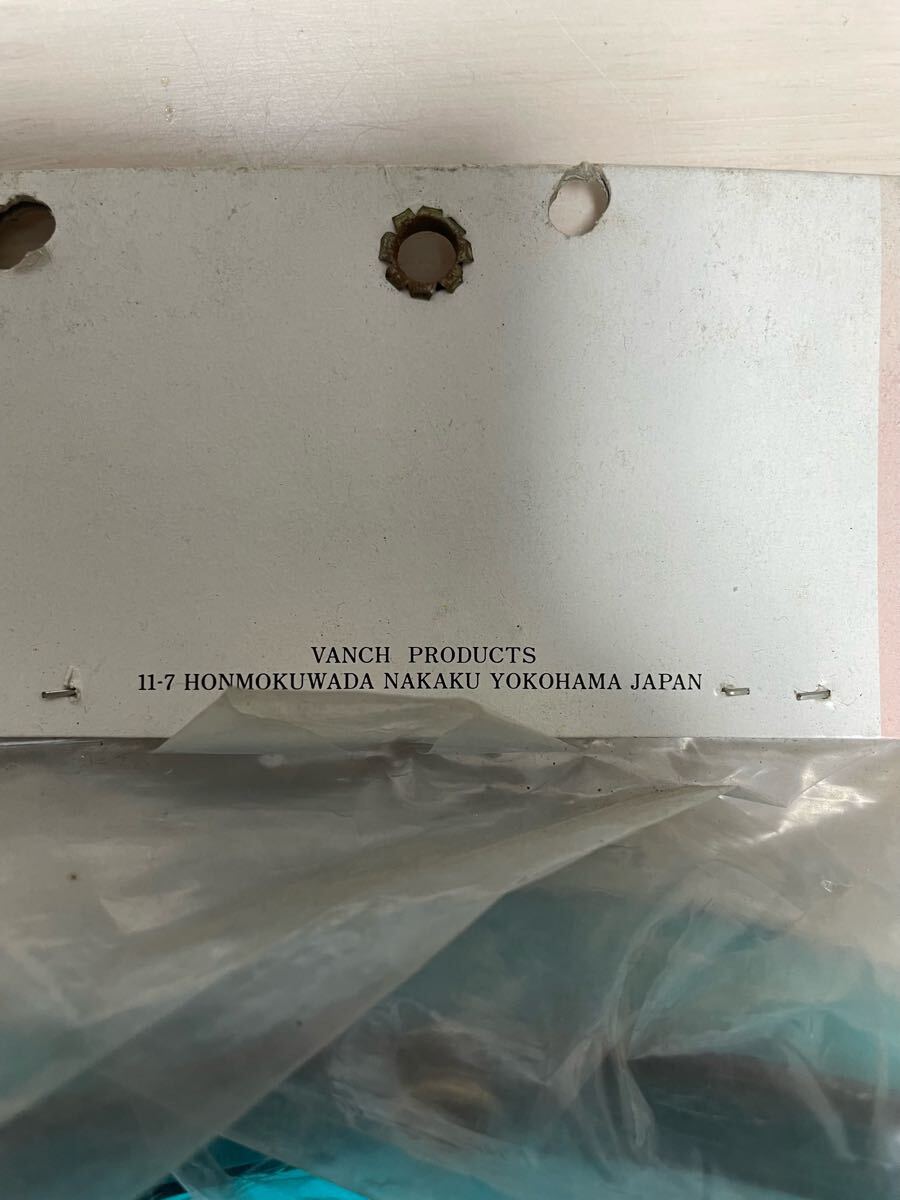 VANCH PRODUCTS
11-7 HONMOKUWADA NAKAKU YOKOHAMA JAPAN